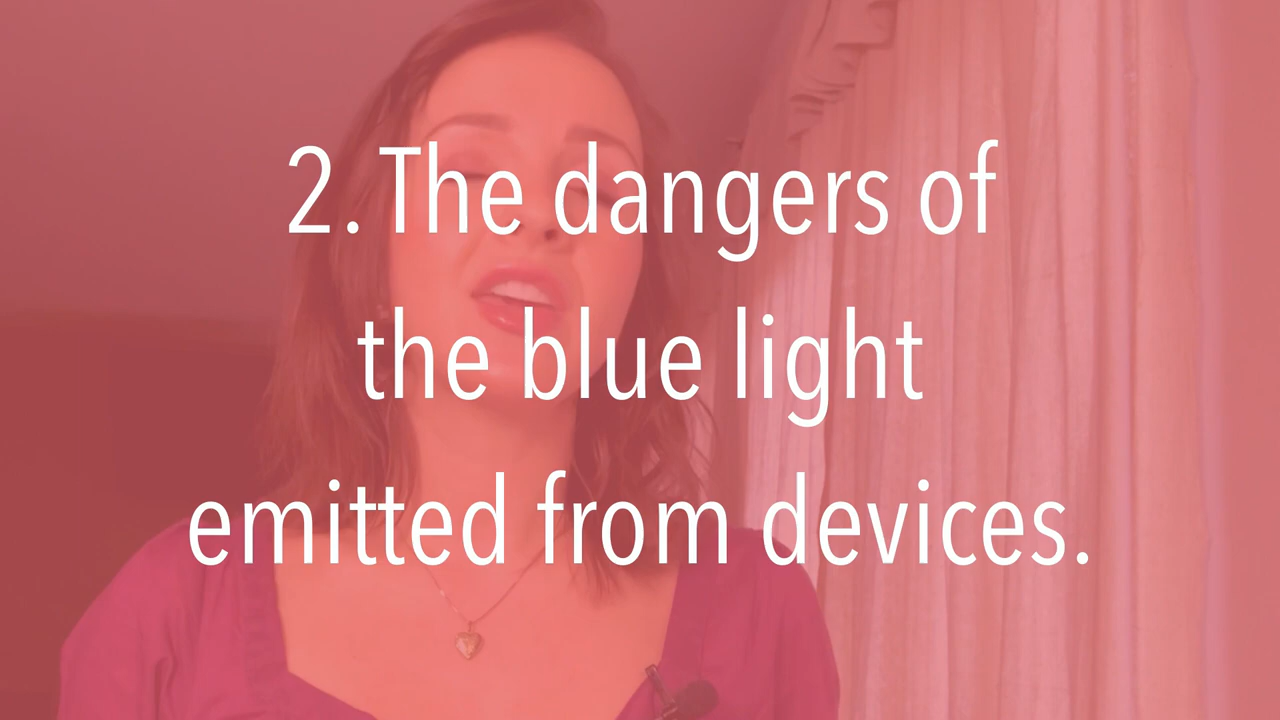 2. The dangers of
the blue light
emitted from devices.